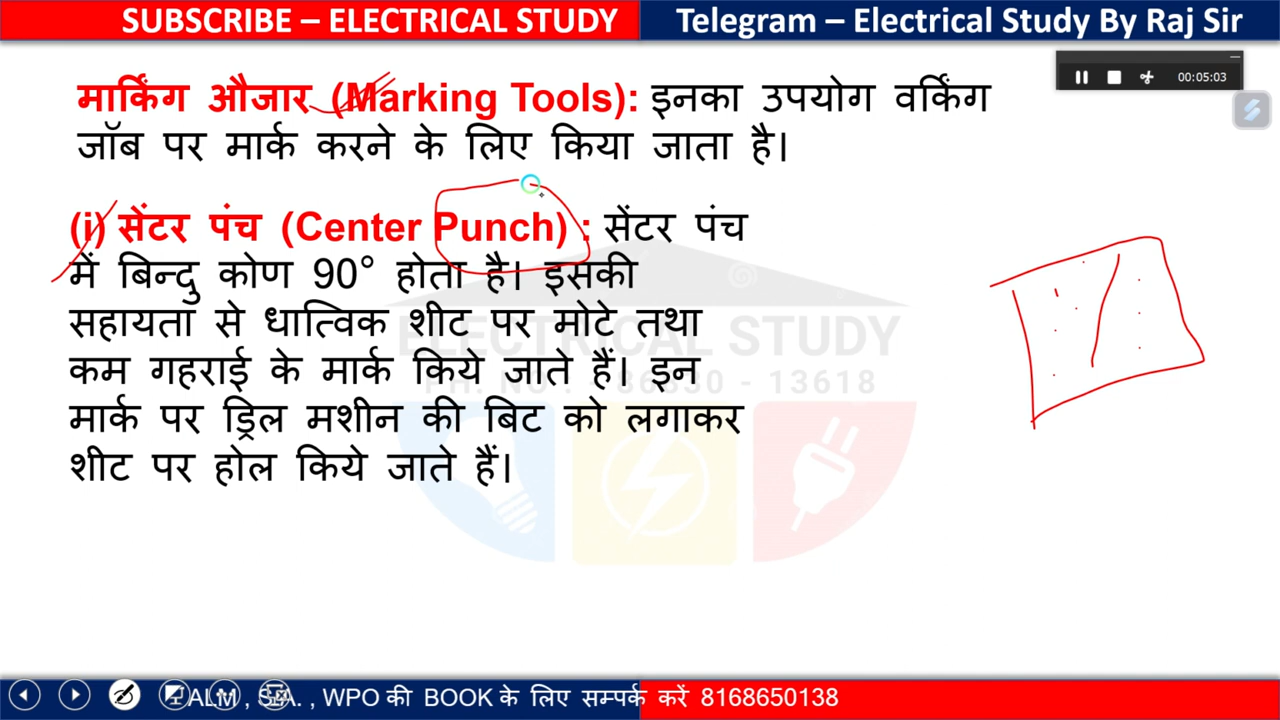 SUBSCRIBE – ELECTRICAL STUDY
Telegram – Electrical Study By Raj Sir
00:05:03
मार्किंग औजार (Marking Tools): इनका उपयोग वर्किंग
जॉब पर मार्क करने के लिए किया जाता है।
(i) सेंटर पंच (Center Punch) : सेंटर पंच
में बिन्दु कोण 90° होता है। इसकी
सहायता से धात्विक शीट पर मोटे तथा
कम गहराई के मार्क किये जाते हैं। इन
मार्क पर ड्रिल मशीन की बिट को लगाकर
शीट पर होल किये जाते हैं।
ELECTRICAL STUDY
PH. NO - 13618
ALM , S.A. , WPO की BOOK के लिए सम्पर्क करें 8168650138